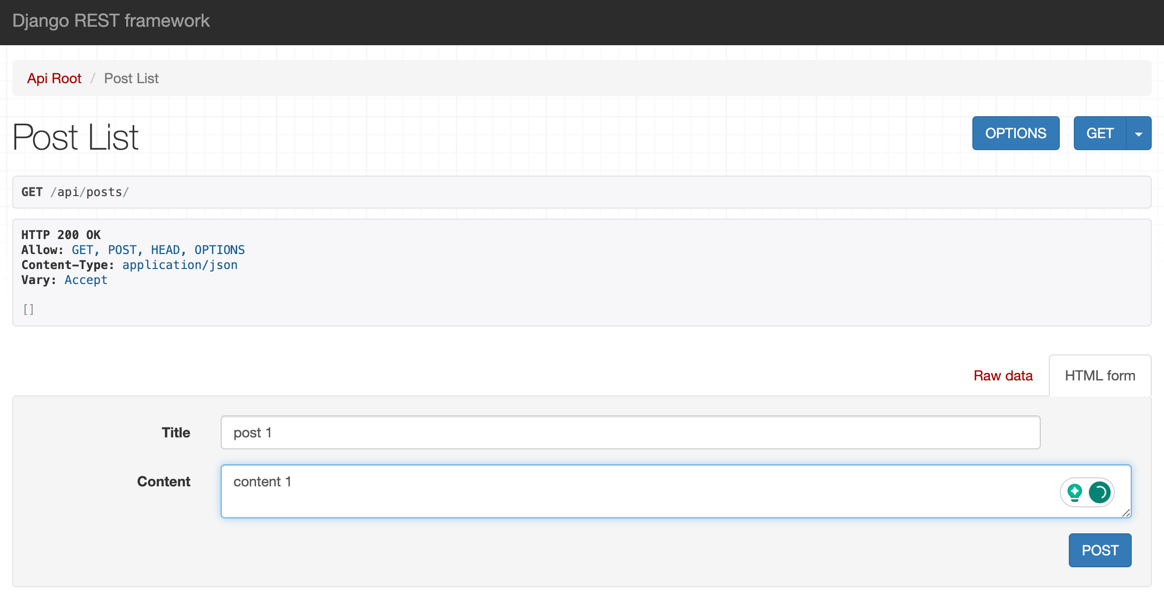 Django REST framework
Api Root / Post List
Post List
OPTIONS GET
GET /api/posts/
HTTP 200 OK
Allow: GET, POST, HEAD, OPTIONS
Content-Type: application/json
Vary: Accept
[]
Raw data HTML form
Title post 1
Content content 1
POST